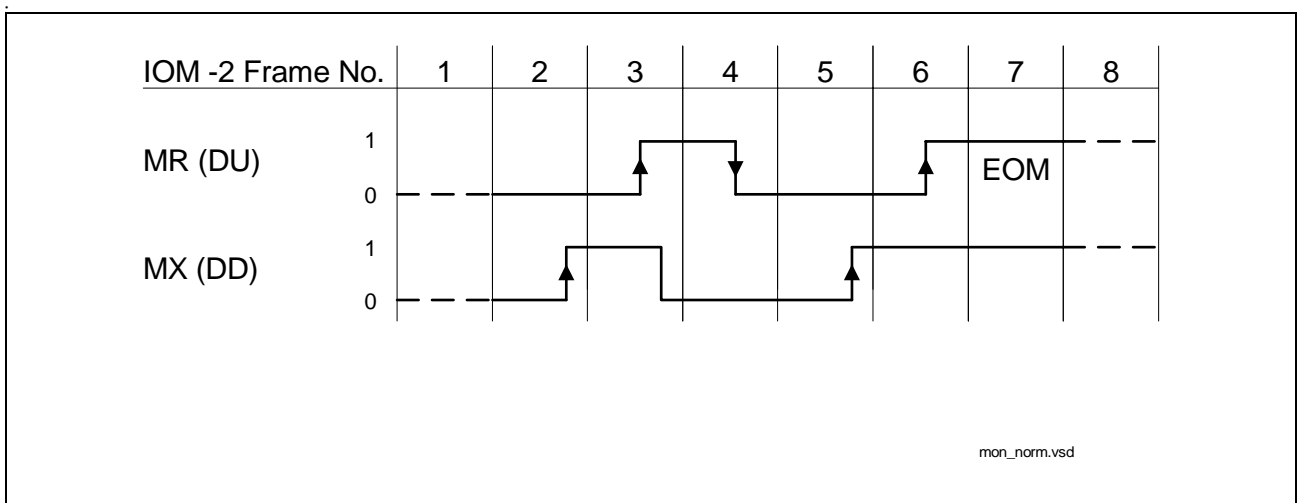 :
IOM -2 Frame No. 1 2 3 4 5 6 7 8
1
MR (DU)
EOM
0
1
MX (DD)
0
mon_norm.vsd